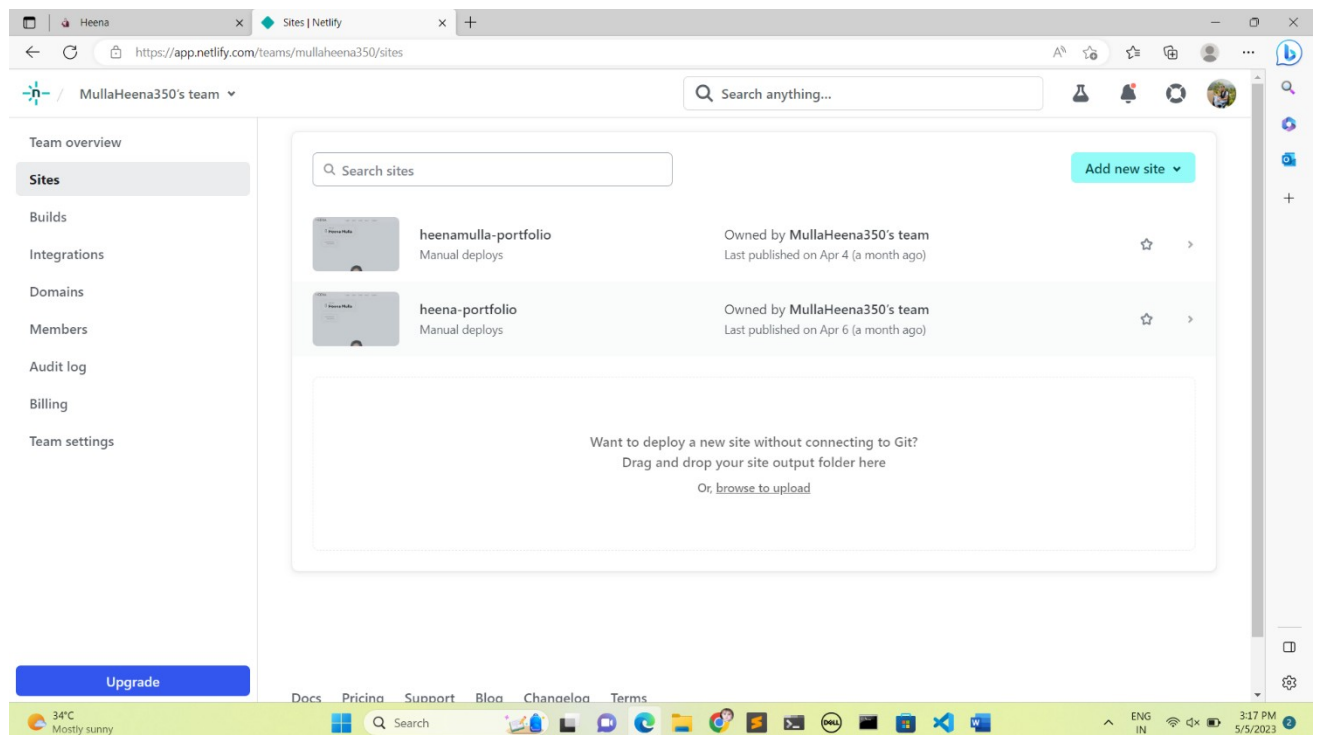 Heena
Sites | Netlify
https://app.netlify.com/teams/mullaheena350/sites
MullaHeena350's team
Search anything...
Team overview
Sites
Builds
Integrations
Domains
Members
Audit log
Billing
Team settings
Upgrade
Search sites
Add new site
heenamulla-portfolio
Manual deploys
Owned by MullaHeena350's team
Last published on Apr 4 (a month ago)
heena-portfolio
Manual deploys
Owned by MullaHeena350's team
Last published on Apr 6 (a month ago)
Want to deploy a new site without connecting to Git?
Drag and drop your site output folder here
Or, browse to upload
Docs Pricing Support Blog Changelog Terms
34°C
Mostly sunny
Search
DELL
ENG
IN
3:17 PM
5/5/2023
2